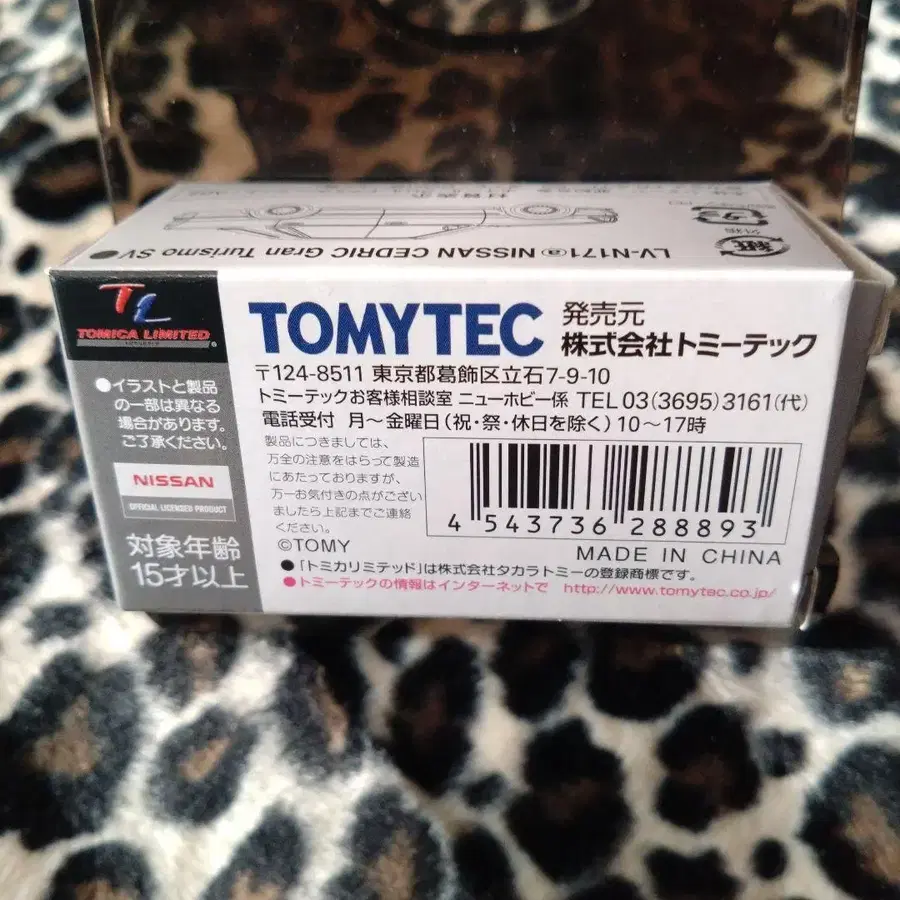 LV-N171ⓐ NISSAN CEDRIC Gran Turismo SV●
TL
TOMICA LIMITED
TOMYTEC
発売元
株式会社トミーテック
〒124-8511 東京都葛飾区立石7-9-10
トミーテックお客様相談室 ニューホビー係 TEL 03(3695)3161(代)
電話受付 月～金曜日(祝・祭・休日を除く)10～17時
●イラストと製品
の一部は異なる
場合があります。
ご了承ください。
NISSAN
OFFICIAL LICENSED PRODUCT
対象年齢
15才以上
製品につきましては、
万全の注意をはらって製造
にあたっておりますが、
万一お気付きの点がござい
ましたら上記までご連絡
ください。
©TOMY
4 543736 288893
MADE IN CHINA
●「トミカリミテッド」は株式会社タカラトミーの登録商標です。
●トミーテックの情報はインターネットで http://www.tomytec.co.jp/